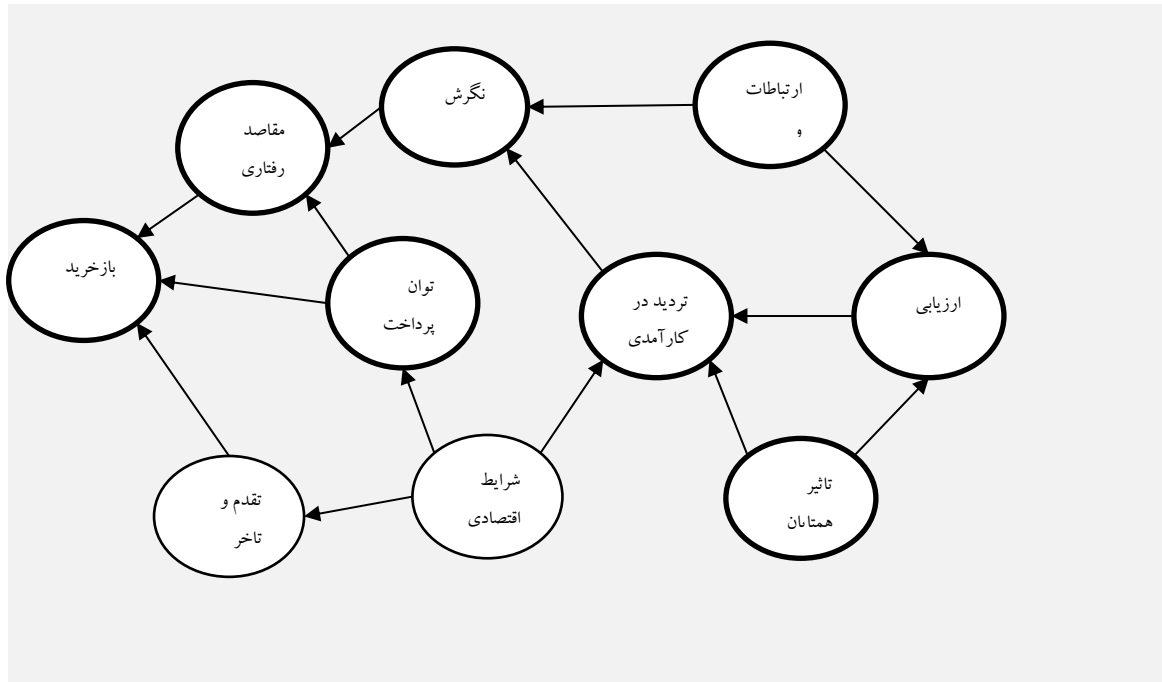 ارتباطات
و
نگرش
مقاصد
رفتاری
بازخرید
توان
پرداخت
تردید در
کارآمدی
ارزیابی
شرایط
اقتصادی
تاثیر
همتایان
تقدم و
تاخر